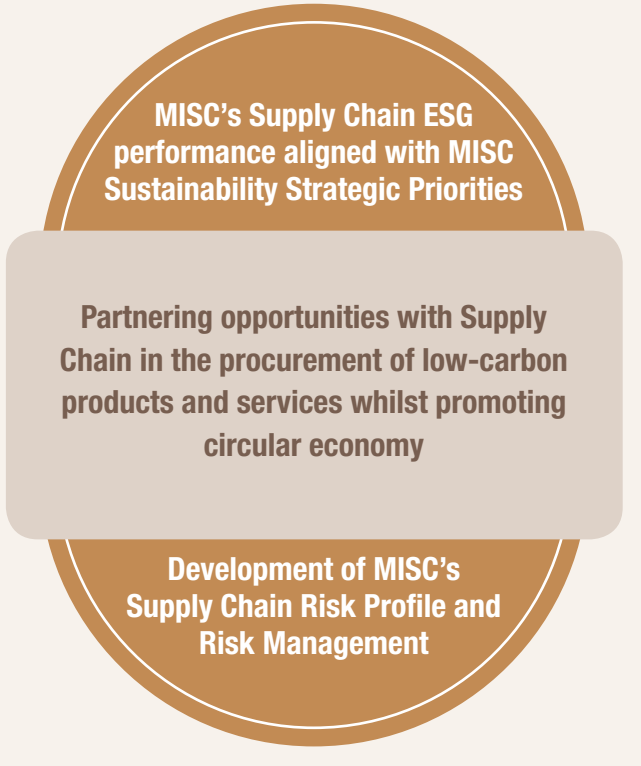 MISC's Supply Chain ESG
performance aligned with MISC
Sustainability Strategic Priorities
Partnering opportunities with Supply
Chain in the procurement of low-carbon
products and services whilst promoting
circular economy
Development of MISC's
Supply Chain Risk Profile and
Risk Management